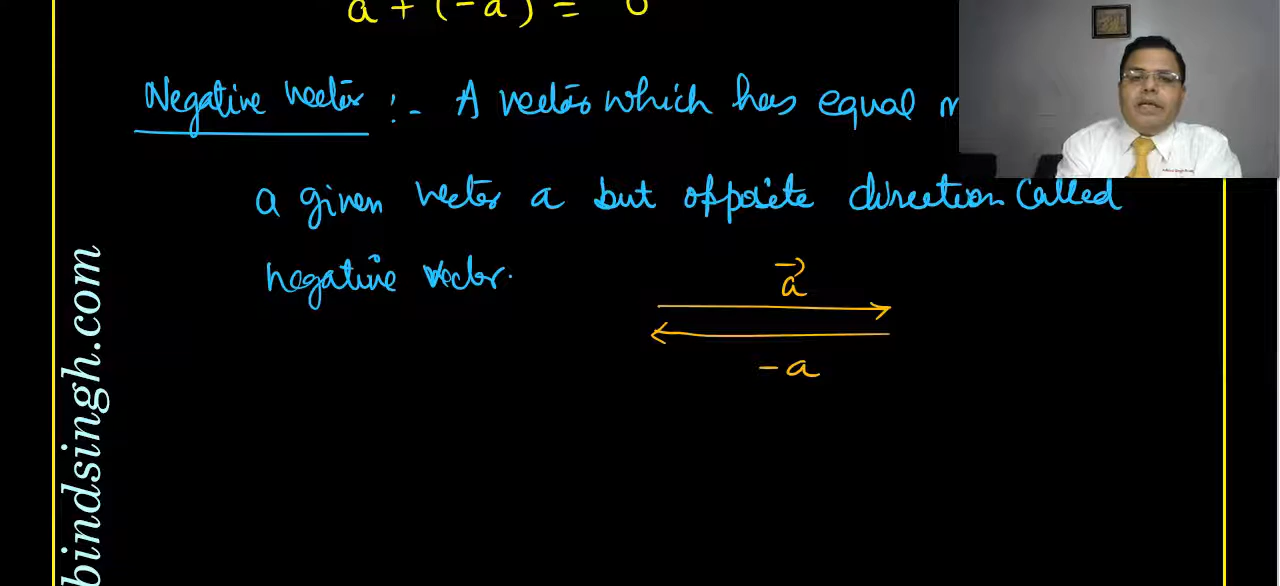 a + (-a) = 0
Negative vector :- A vector which has equal m
a given vector a but opposite direction called
negative vector.
a⃗
-a
bindsingh.com